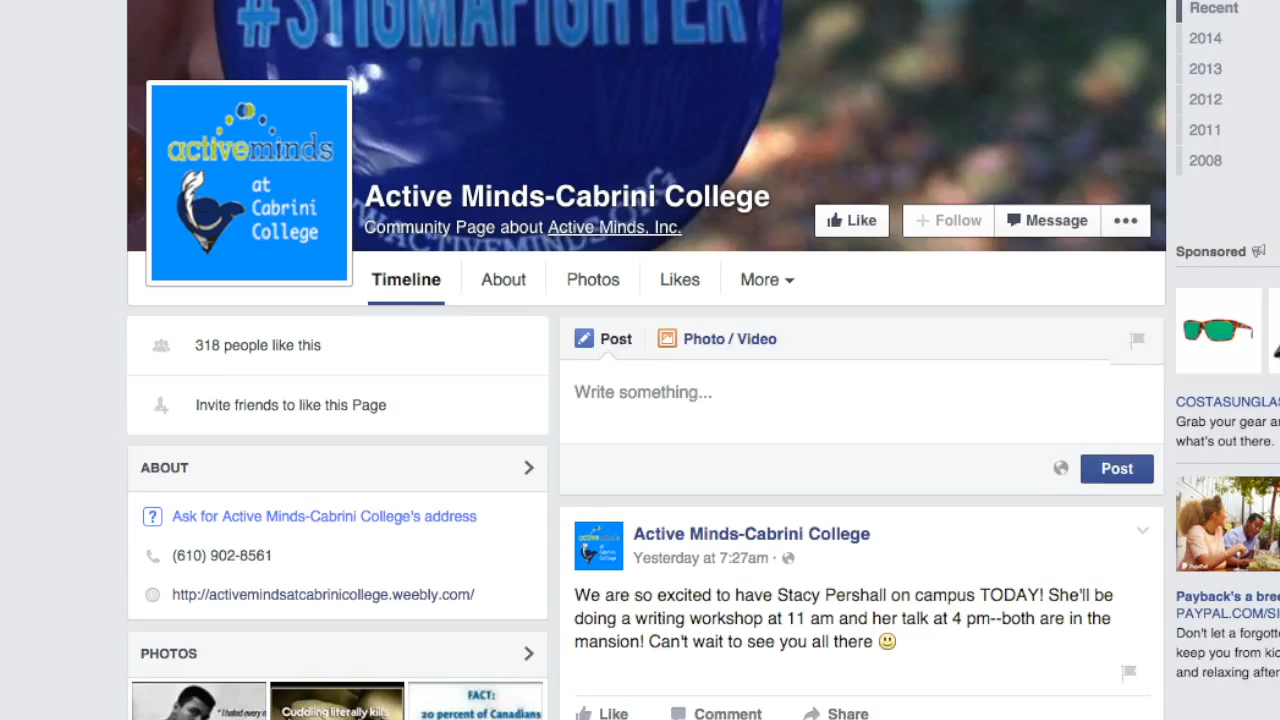 #STIGMAFIGHTER
Recent
2014
2013
2012
2011
2008
activeminds
at
Cabrini
College
Active Minds-Cabrini College
Community Page about Active Minds, Inc.
Like
Follow
Message
Timeline
About
Photos
Likes
More
Sponsored
318 people like this
Invite friends to like this Page
ABOUT
Ask for Active Minds-Cabrini College's address
(610) 902-8561
http://activemindsatcabrinicollege.weebly.com/
PHOTOS
FACT:
20 percent of Canadians
Cuddling literally kills
"I hated every
Post
Photo / Video
Write something...
Post
Active Minds-Cabrini College
Yesterday at 7:27am ·
We are so excited to have Stacy Pershall on campus TODAY! She'll be
doing a writing workshop at 11 am and her talk at 4 pm--both are in the
mansion! Can't wait to see you all there
Like
Comment
Share
COSTASUNGLAS
Grab your gear a
what's out there.
PayPal
Payback's a bre
PAYPAL.COM/SI
Don't let a forgott
keep you from kic
and relaxing after